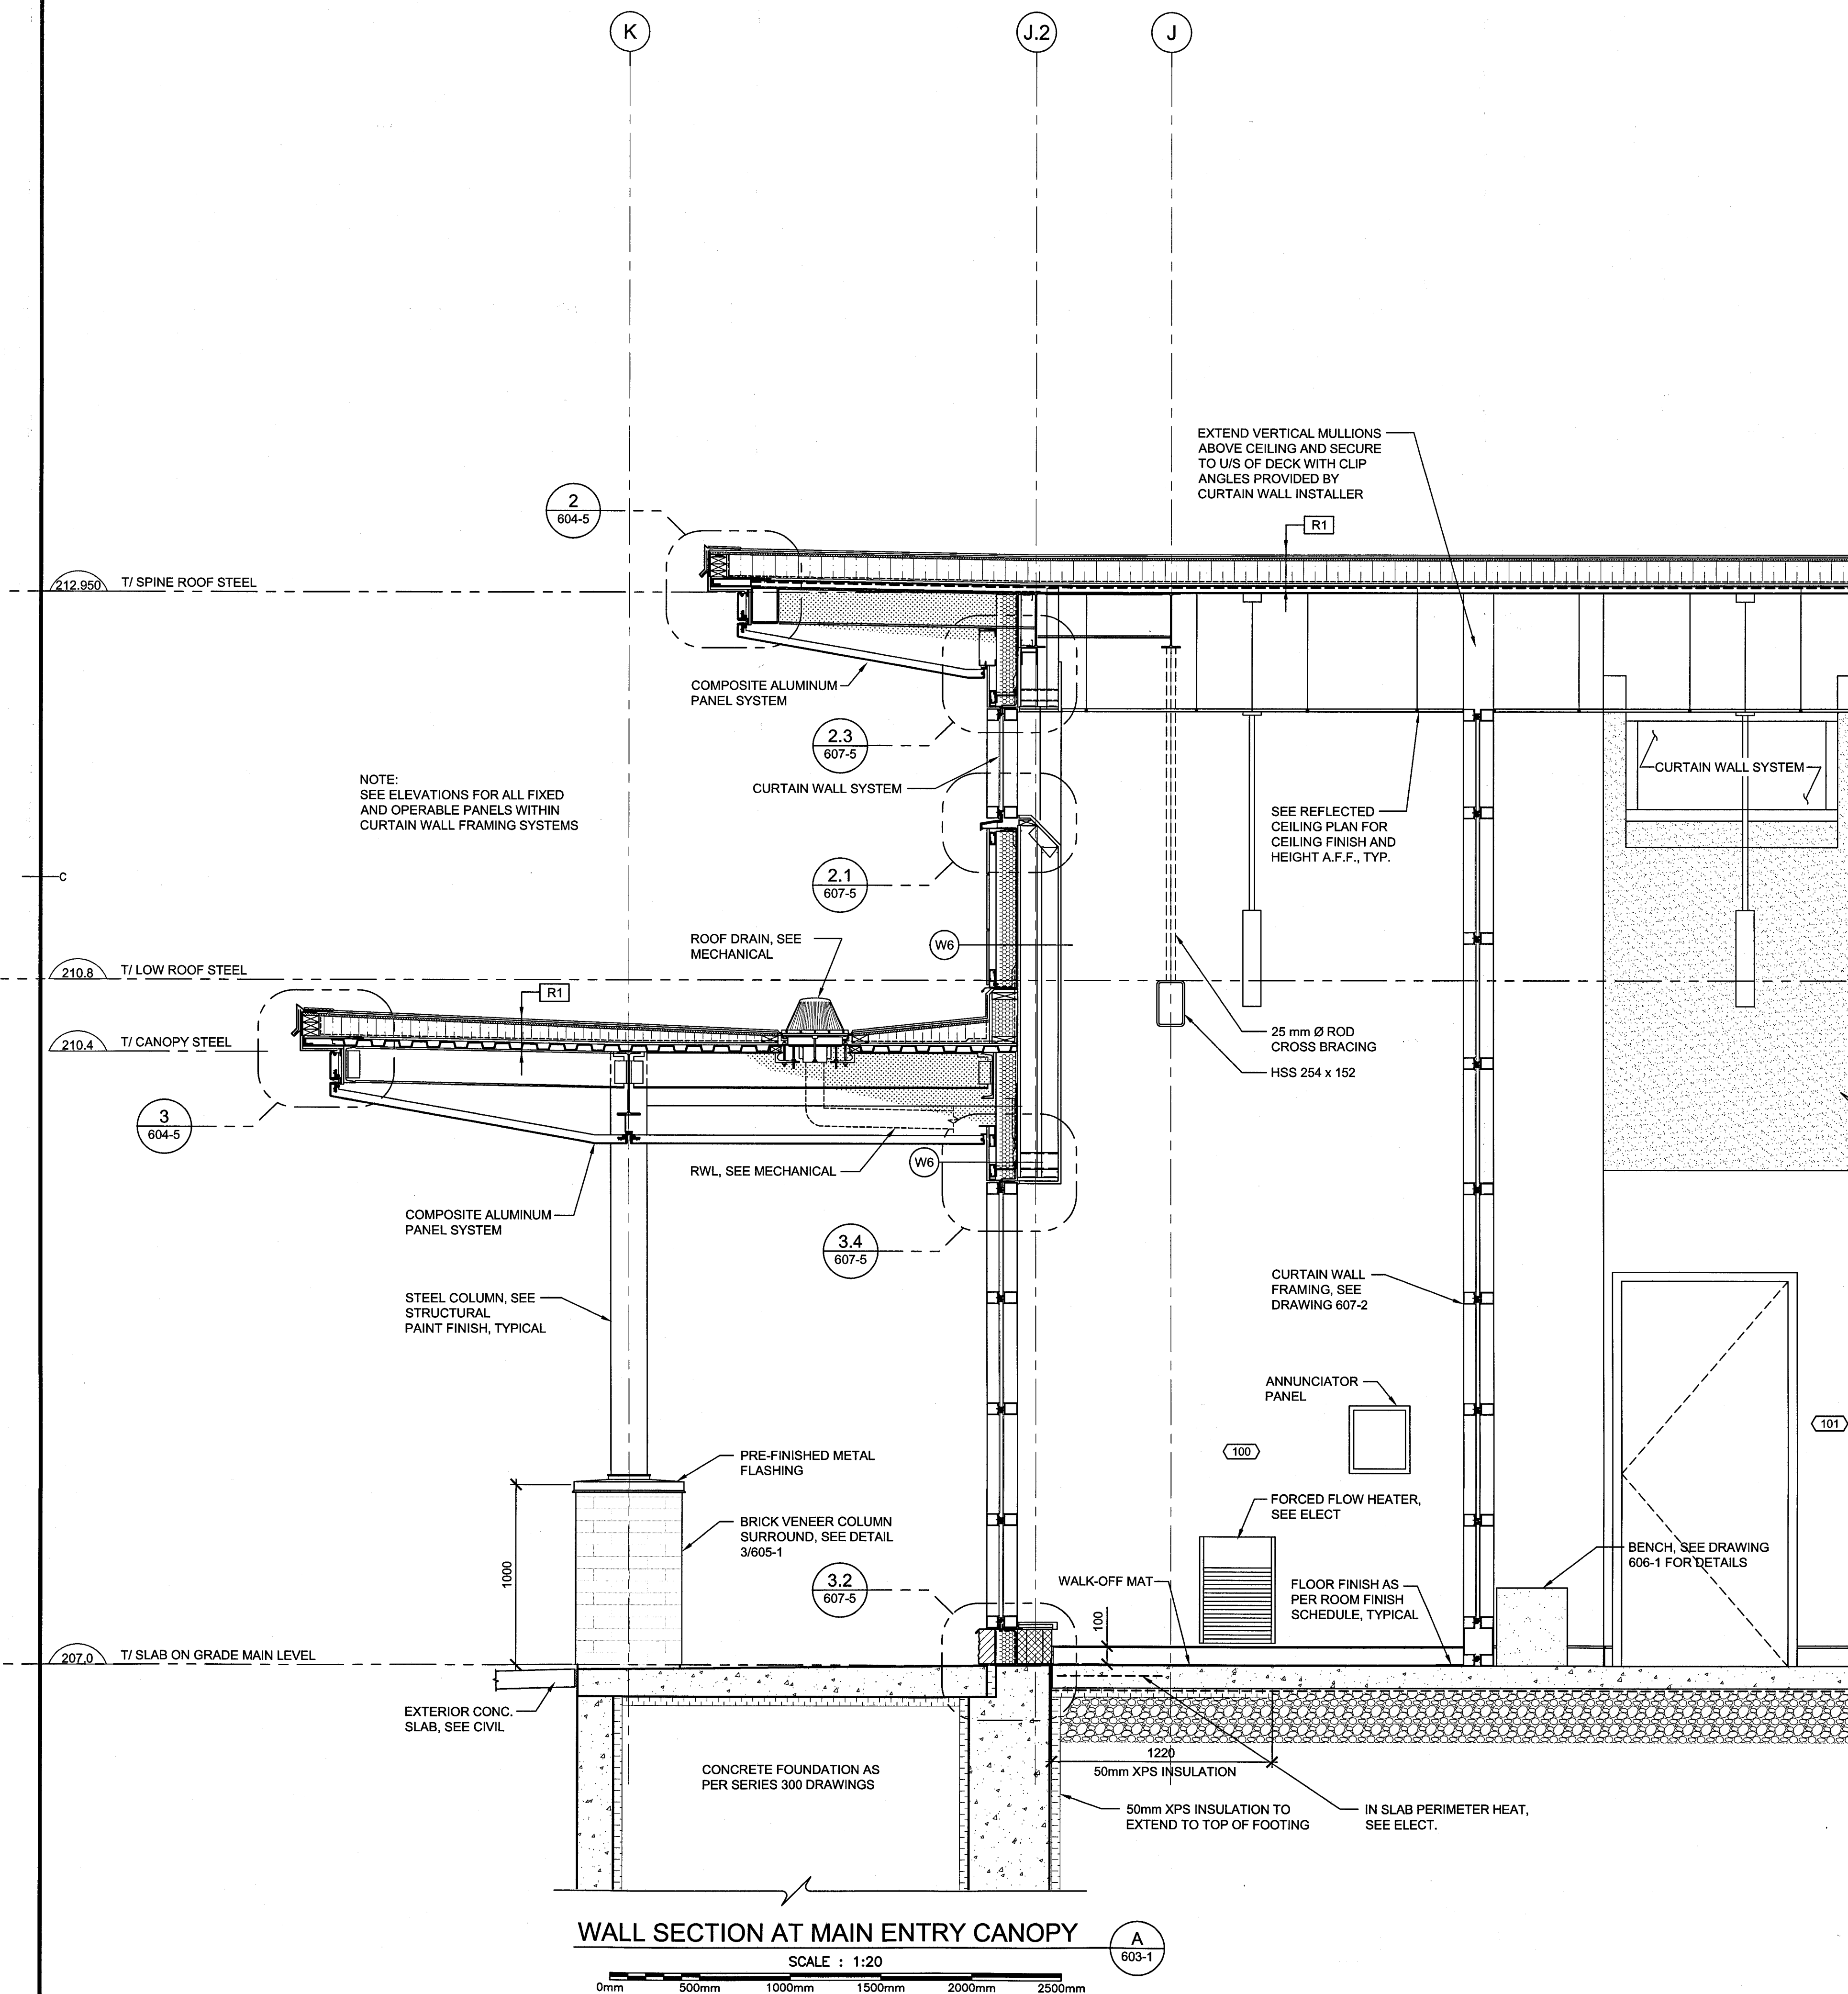 K
J.2
J
EXTEND VERTICAL MULLIONS
ABOVE CEILING AND SECURE
TO U/S OF DECK WITH CLIP
ANGLES PROVIDED BY
CURTAIN WALL INSTALLER
2
604-5
R1
212.950
T/ SPINE ROOF STEEL
COMPOSITE ALUMINUM
PANEL SYSTEM
2.3
607-5
CURTAIN WALL SYSTEM
CURTAIN WALL SYSTEM
NOTE:
SEE ELEVATIONS FOR ALL FIXED
AND OPERABLE PANELS WITHIN
CURTAIN WALL FRAMING SYSTEMS
SEE REFLECTED
CEILING PLAN FOR
CEILING FINISH AND
HEIGHT A.F.F., TYP.
C
2.1
607-5
ROOF DRAIN, SEE
MECHANICAL
W6
210.8
T/ LOW ROOF STEEL
R1
210.4
T/ CANOPY STEEL
25 mm Ø ROD
CROSS BRACING
HSS 254 x 152
3
604-5
RWL, SEE MECHANICAL
W6
COMPOSITE ALUMINUM
PANEL SYSTEM
3.4
607-5
STEEL COLUMN, SEE
STRUCTURAL
PAINT FINISH, TYPICAL
CURTAIN WALL
FRAMING, SEE
DRAWING 607-2
ANNUNCIATOR
PANEL
100
101
PRE-FINISHED METAL
FLASHING
FORCED FLOW HEATER,
SEE ELECT
BRICK VENEER COLUMN
SURROUND, SEE DETAIL
3/605-1
BENCH, SEE DRAWING
606-1 FOR DETAILS
1000
3.2
607-5
WALK-OFF MAT
FLOOR FINISH AS
PER ROOM FINISH
SCHEDULE, TYPICAL
100
207.0
T/ SLAB ON GRADE MAIN LEVEL
EXTERIOR CONC.
SLAB, SEE CIVIL
1220
50mm XPS INSULATION
CONCRETE FOUNDATION AS
PER SERIES 300 DRAWINGS
50mm XPS INSULATION TO
EXTEND TO TOP OF FOOTING
IN SLAB PERIMETER HEAT,
SEE ELECT.
WALL SECTION AT MAIN ENTRY CANOPY
A
603-1
SCALE : 1:20
0mm 500mm 1000mm 1500mm 2000mm 2500mm